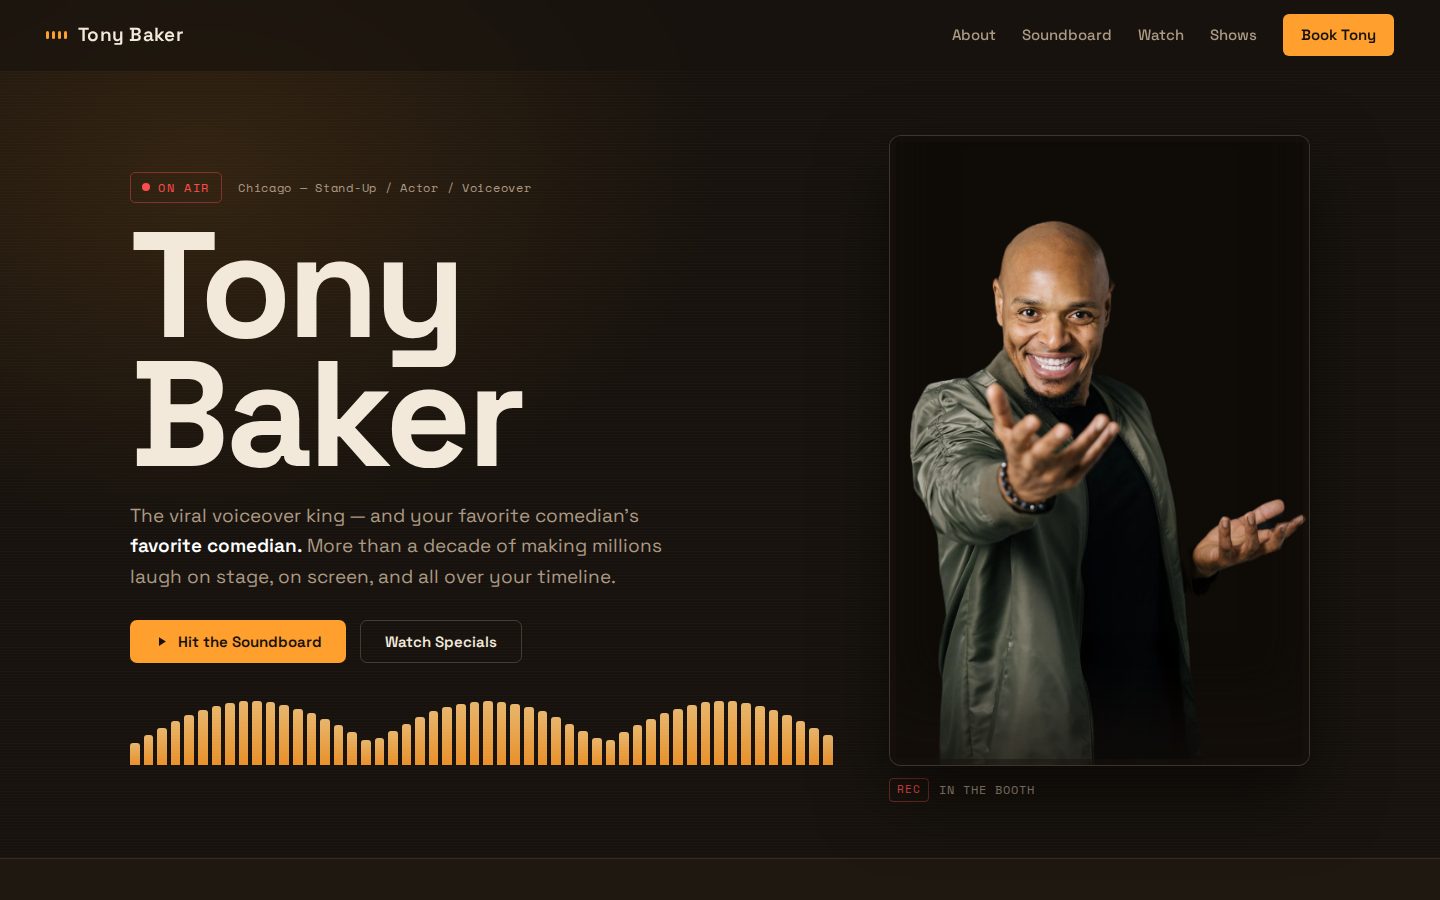 Tony Baker
About
Soundboard
Watch
Shows
Book Tony
ON AIR
Chicago — Stand-Up / Actor / Voiceover
Tony
Baker
The viral voiceover king — and your favorite comedian's
favorite comedian. More than a decade of making millions
laugh on stage, on screen, and all over your timeline.
Hit the Soundboard
Watch Specials
REC
IN THE BOOTH